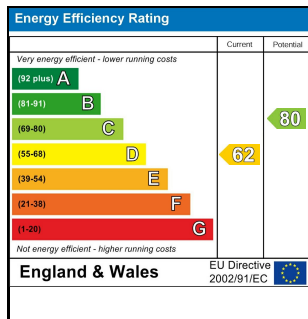 Energy Efficiency Rating
Current
Potential
Very energy efficient - lower running costs
(92 plus) A
(81-91) B
(69-80) C
(55-68) D
(39-54) E
(21-38) F
(1-20) G
62
80
Not energy efficient - higher running costs
England & Wales
EU Directive
2002/91/EC